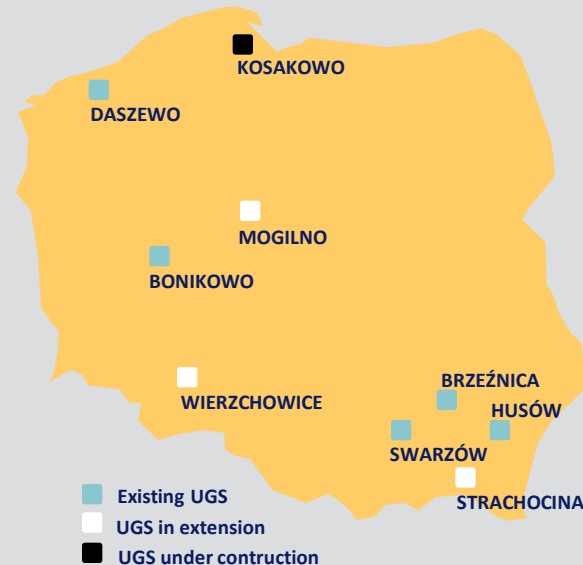 KOSAKOWO
DASZEWO
MOGILNO
BONIKOWO
WIERZCHOWICE
BRZEŹNICA
HUSÓW
SWARZÓW
STRACHOCINA
Existing UGS
UGS in extension
UGS under contruction